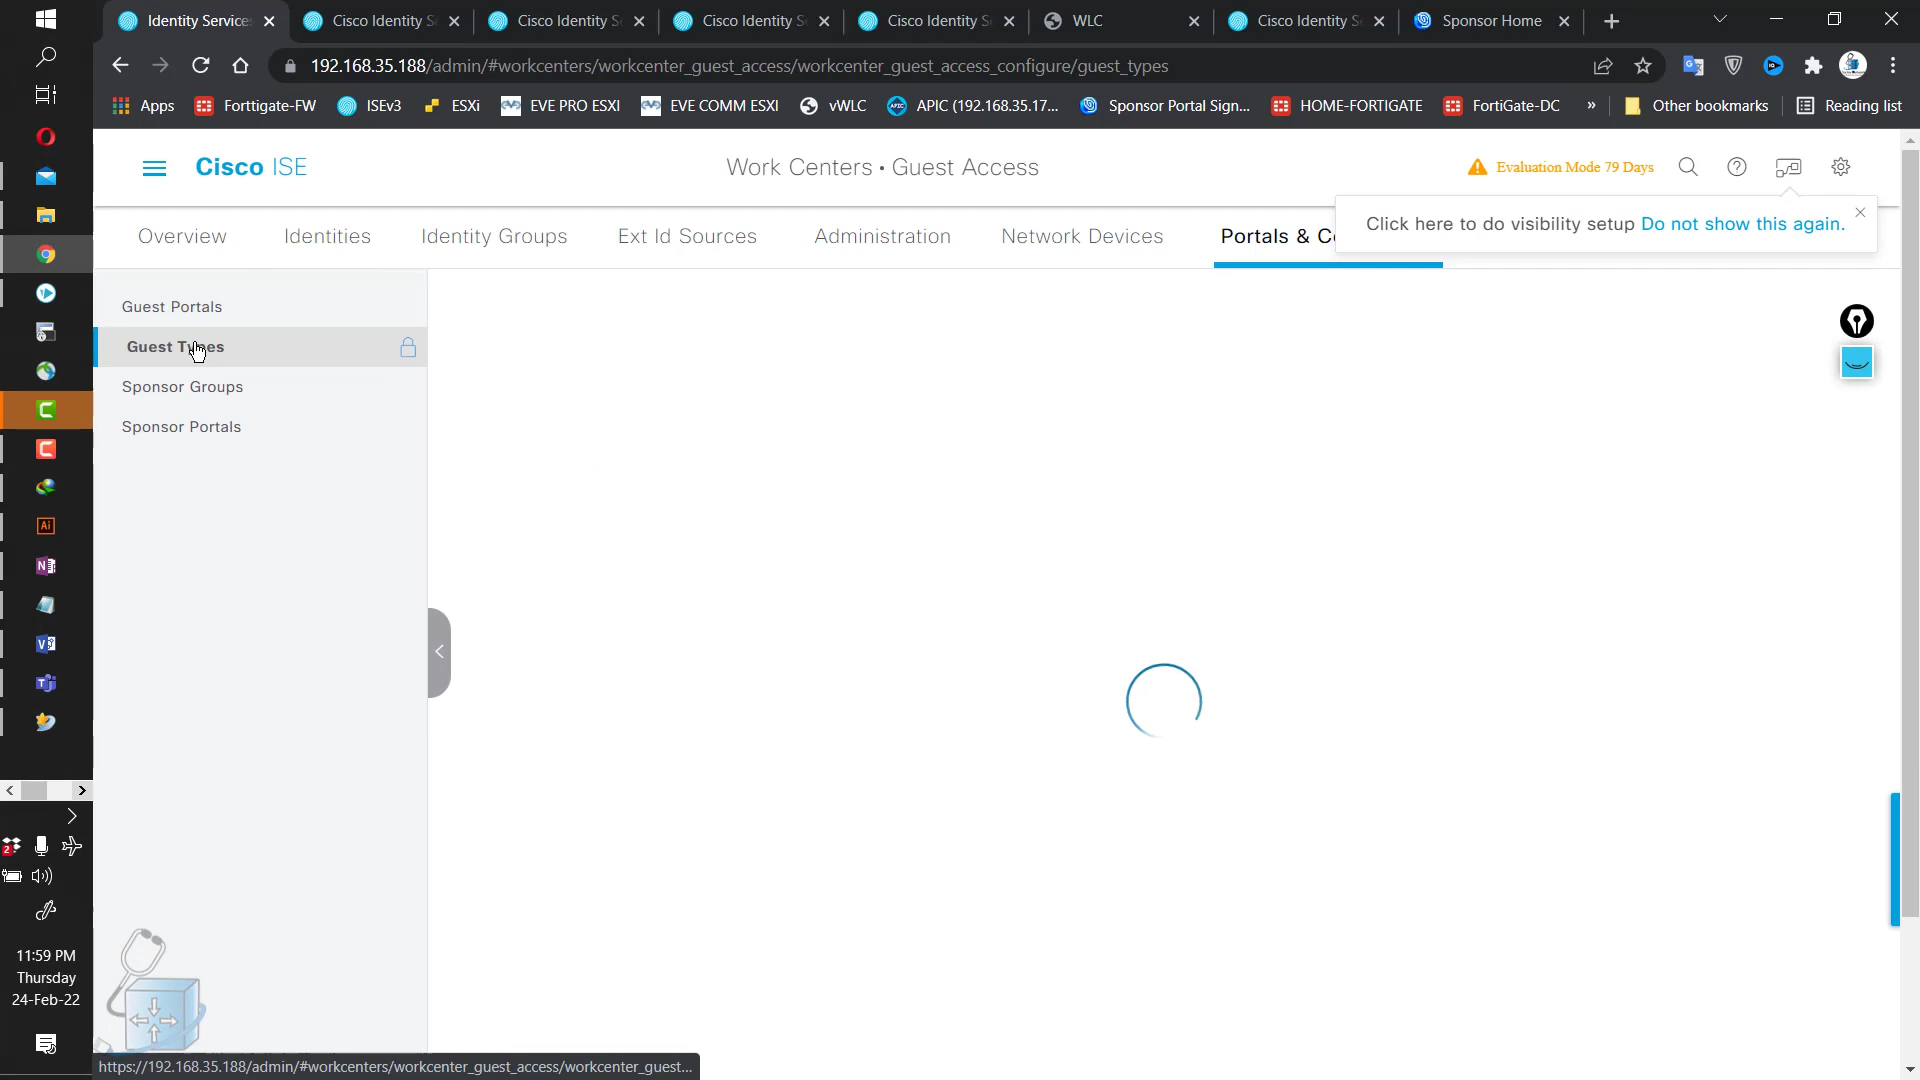 Identity Service
Cisco Identity S
Cisco Identity S
Cisco Identity S
Cisco Identity S
WLC
Cisco Identity S
Sponsor Home
192.168.35.188/admin/#workcenters/workcenter_guest_access/workcenter_guest_access_configure/guest_types
Apps
Forttigate-FW
ISEv3
ESXi
EVE PRO ESXI
EVE COMM ESXI
vWLC
APIC (192.168.35.17...
Sponsor Portal Sign...
HOME-FORTIGATE
FortiGate-DC
»
Other bookmarks
Reading list
Cisco ISE
Work Centers • Guest Access
Evaluation Mode 79 Days
Click here to do visibility setup Do not show this again.
Overview
Identities
Identity Groups
Ext Id Sources
Administration
Network Devices
Portals & Co
Guest Portals
Guest Types
Sponsor Groups
Sponsor Portals
11:59 PM
Thursday
24-Feb-22
https://192.168.35.188/admin/#workcenters/workcenter_guest_access/workcenter_guest...